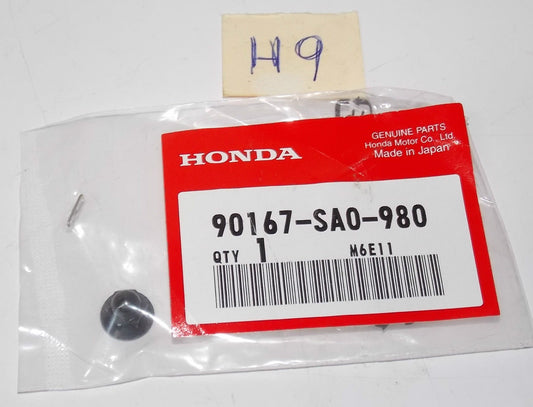 H9
GENUINE PARTS
Honda Motor Co., Ltd.
Made in Japan
HONDA
90167-SA0-980
QTY 1 M6E11